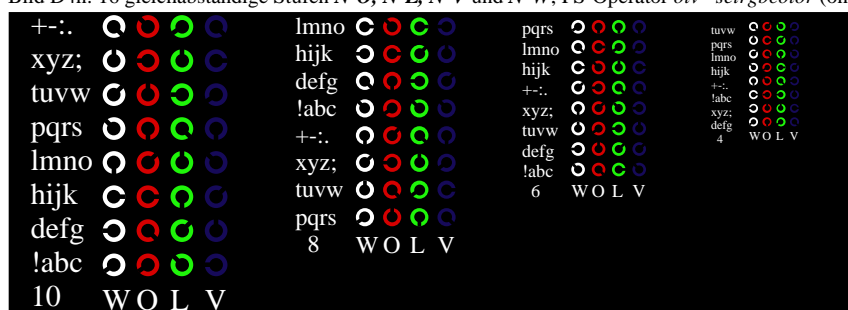 +-:.
xyz;
tuvw
pqrs
lmno
hijk
defg
!abc
10 W O L V
lmno
hijk
defg
!abc
+-:.
xyz;
tuvw
pqrs
8 W O L V
pqrs
lmno
hijk
+-:.
xyz;
tuvw
defg
!abc
6 W O L V
tuvw
pqrs
lmno
hijk
+-:.
!abc
xyz;
defg
4 W O L V